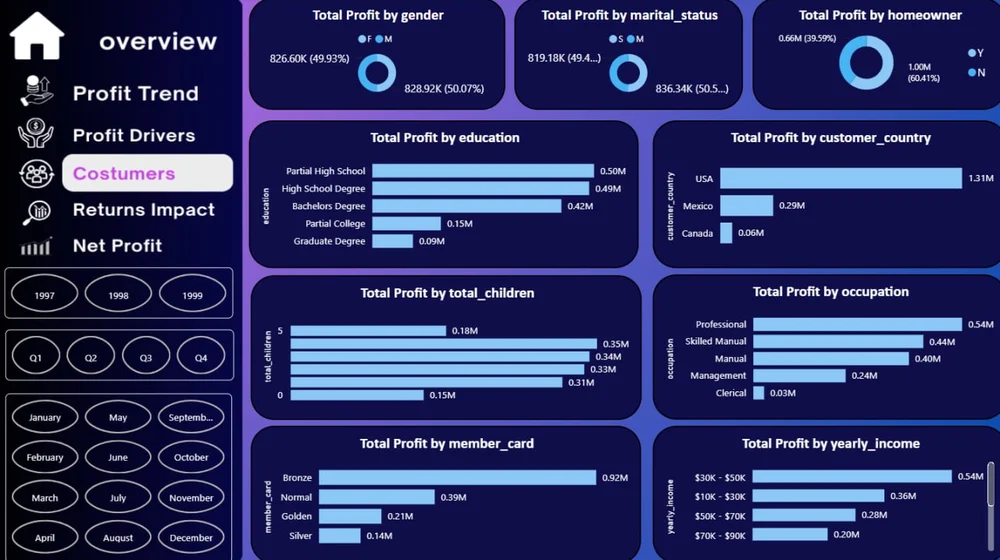 overview
Profit Trend
Profit Drivers
Costumers
Returns Impact
Net Profit
1997 1998 1999
Q1 Q2 Q3 Q4
January May Septemb...
February June October
March July November
April August December
Total Profit by gender
F M
826.60K (49.93%)
828.92K (50.07%)
Total Profit by marital_status
S M
819.18K (49.4...)
836.34K (50.5...)
Total Profit by homeowner
0.66M (39.59%)
1.00M
(60.41%)
Y
N
Total Profit by education
education
Partial High School 0.50M
High School Degree 0.49M
Bachelors Degree 0.42M
Partial College 0.15M
Graduate Degree 0.09M
Total Profit by customer_country
customer_country
USA 1.31M
Mexico 0.29M
Canada 0.06M
Total Profit by total_children
total_children
5 0.18M
0.35M
0.34M
0.33M
0.31M
0 0.15M
Total Profit by occupation
occupation
Professional 0.54M
Skilled Manual 0.44M
Manual 0.40M
Management 0.24M
Clerical 0.03M
Total Profit by member_card
member_card
Bronze 0.92M
Normal 0.39M
Golden 0.21M
Silver 0.14M
Total Profit by yearly_income
yearly_income
$30K - $50K 0.54M
$10K - $30K 0.36M
$50K - $70K 0.28M
$70K - $90K 0.20M